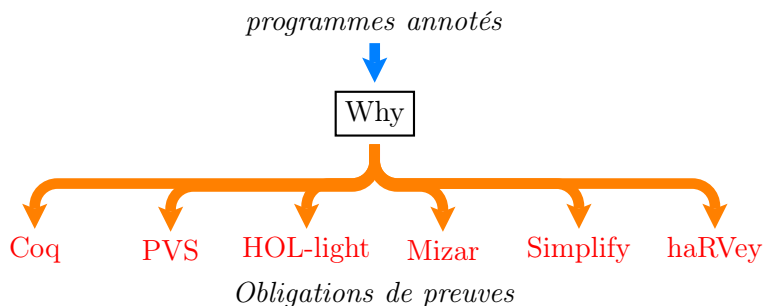 programmes annotés
Why
Coq PVS HOL-light Mizar Simplify haRVey
Obligations de preuves